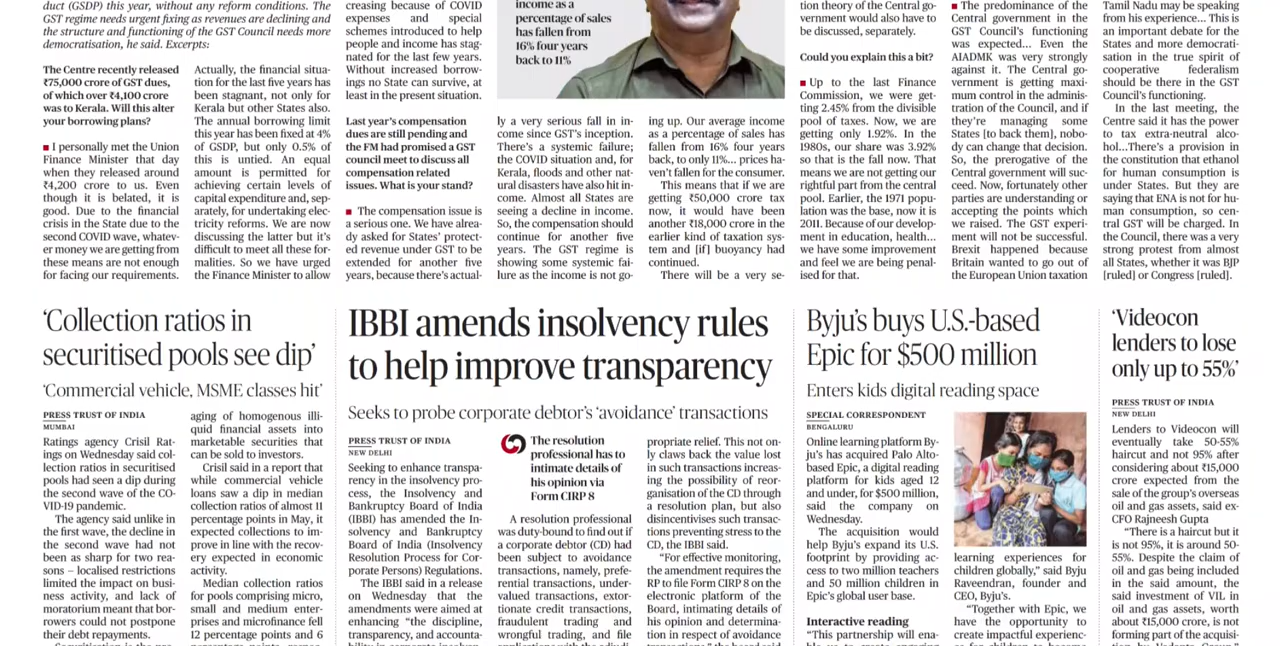 duct (GSDP) this year, without any reform conditions. The
GST regime needs urgent fixing as revenues are declining and
the structure and functioning of the GST Council needs more
democratisation, he said. Excerpts:
The Centre recently released
₹75,000 crore of GST dues,
of which over ₹4,100 crore
was to Kerala. Will this alter
your borrowing plans?
■ I personally met the Union
Finance Minister that day
when they released around
₹4,200 crore to us. Even
though it is belated, it is
good. Due to the financial
crisis in the State due to the
second COVID wave, whatev-
er money we are getting from
these means are not enough
for facing our requirements.
Actually, the financial situa-
tion for the last five years has
been stagnant, not only for
Kerala but other States also.
The annual borrowing limit
this year has been fixed at 4%
of GSDP, but only 0.5% of
this is untied. An equal
amount is permitted for
achieving certain levels of
capital expenditure and, sep-
arately, for undertaking elec-
tricity reforms. We are now
discussing the latter but it's
difficult to meet all these for-
malities. So we have urged
the Finance Minister to allow
creasing because of COVID
expenses and special
schemes introduced to help
people and income has stag-
nated for the last few years.
Without increased borrow-
ings no State can survive, at
least in the present situation.
Last year's compensation
dues are still pending and
the FM had promised a GST
council meet to discuss all
compensation related
issues. What is your stand?
■ The compensation issue is
a serious one. We have alrea-
dy asked for States' protect-
ed revenue under GST to be
extended for another five
years, because there's actual-
income as a
percentage of sales
has fallen from
16% four years
back to 11%
ly a very serious fall in in-
come since GST's inception.
There's a systemic failure;
the COVID situation and, for
Kerala, floods and other nat-
ural disasters have also hit in-
come. Almost all States are
seeing a decline in income.
So, the compensation should
continue for another five
years. The GST regime is
showing some systemic fai-
lure as the income is not go-
ing up. Our average income
as a percentage of sales has
fallen from 16% four years
back, to only 11%... prices ha-
ven't fallen for the consumer.
This means that if we are
getting ₹50,000 crore tax
now, it would have been
another ₹18,000 crore in the
earlier kind of taxation sys-
tem and [if] buoyancy had
continued.
There will be a very se-
tion theory of the Central go-
vernment would also have to
be discussed, separately.
Could you explain this a bit?
■ Up to the last Finance
Commission, we were get-
ting 2.45% from the divisible
pool of taxes. Now, we are
getting only 1.92%. In the
1980s, our share was 3.92%
so that is the fall now. That
means we are not getting our
rightful part from the central
pool. Earlier, the 1971 popu-
lation was the base, now it is
2011. Because of our develop-
ment in education, health...
we have some improvement
and feel we are being penal-
ised for that.
■ The predominance of the
Central government in the
GST Council's functioning
was expected... Even the
AIADMK was very strongly
against it. The Central go-
vernment is getting maxi-
mum control in the adminis-
tration of the Council, and if
they're managing some
States [to back them], nobo-
dy can change that decision.
So, the prerogative of the
Central government will suc-
ceed. Now, fortunately other
parties are understanding or
accepting the points which
we raised. The GST experi-
ment will not be successful.
Brexit happened because
Britain wanted to go out of
the European Union taxation
Tamil Nadu may be speaking
from his experience... This is
an important debate for the
States and more democrati-
sation in the true spirit of
cooperative federalism
should be there in the GST
Council's functioning.
In the last meeting, the
Centre said it has the power
to tax extra-neutral alco-
hol...There's a provision in
the constitution that ethanol
for human consumption is
under States. But they are
saying that ENA is not for hu-
man consumption, so cen-
tral GST will be charged. In
the Council, there was a very
strong protest from almost
all States, whether it was BJP
[ruled] or Congress [ruled].
'Collection ratios in
securitised pools see dip'
'Commercial vehicle, MSME classes hit'
PRESS TRUST OF INDIA
MUMBAI
Ratings agency Crisil Rat-
ings on Wednesday said col-
lection ratios in securitised
pools had seen a dip during
the second wave of the CO-
VID-19 pandemic.
The agency said unlike in
the first wave, the decline in
the second wave had not
been as sharp for two rea-
sons – localised restrictions
limited the impact on busi-
ness activity, and lack of
moratorium meant that bor-
rowers could not postpone
their debt repayments.
aging of homogenous illi-
quid financial assets into
marketable securities that
can be sold to investors.
Crisil said in a report that
while commercial vehicle
loans saw a dip in median
collection ratios of almost 11
percentage points in May, it
expected collections to im-
prove in line with the recov-
ery expected in economic
activity.
Median collection ratios
for pools comprising micro,
small and medium enter-
prises and microfinance fell
12 percentage points and 6
IBBI amends insolvency rules
to help improve transparency
Seeks to probe corporate debtor's 'avoidance' transactions
PRESS TRUST OF INDIA
NEW DELHI
Seeking to enhance transpa-
rency in the insolvency pro-
cess, the Insolvency and
Bankruptcy Board of India
(IBBI) has amended the In-
solvency and Bankruptcy
Board of India (Insolvency
Resolution Process for Cor-
porate Persons) Regulations.
The IBBI said in a release
on Wednesday that the
amendments were aimed at
enhancing "the discipline,
transparency, and accounta-
The resolution
professional has to
intimate details of
his opinion via
Form CIRP 8
A resolution professional
was duty-bound to find out if
a corporate debtor (CD) had
been subject to avoidance
transactions, namely, prefe-
rential transactions, under-
valued transactions, extor-
tionate credit transactions,
fraudulent trading and
wrongful trading, and file
propriate relief. This not on-
ly claws back the value lost
in such transactions increas-
ing the possibility of reor-
ganisation of the CD through
a resolution plan, but also
disincentivises such transac-
tions preventing stress to the
CD, the IBBI said.
"For effective monitoring,
the amendment requires the
RP to file Form CIRP 8 on the
electronic platform of the
Board, intimating details of
his opinion and determina-
tion in respect of avoidance
Byju's buys U.S.-based
Epic for $500 million
Enters kids digital reading space
SPECIAL CORRESPONDENT
BENGALURU
Online learning platform By-
ju's has acquired Palo Alto-
based Epic, a digital reading
platform for kids aged 12
and under, for $500 million,
said the company on
Wednesday.
The acquisition would
help Byju's expand its U.S.
footprint by providing ac-
cess to two million teachers
and 50 million children in
Epic's global user base.
Interactive reading
"This partnership will ena-
learning experiences for
children globally," said Byju
Raveendran, founder and
CEO, Byju's.
"Together with Epic, we
have the opportunity to
create impactful experienc-
'Videocon
lenders to lose
only up to 55%'
PRESS TRUST OF INDIA
NEW DELHI
Lenders to Videocon will
eventually take 50-55%
haircut and not 95% after
considering about ₹15,000
crore expected from the
sale of the group's overseas
oil and gas assets, said ex-
CFO Rajneesh Gupta
"There is a haircut but it
is not 95%, it is around 50-
55%. Despite the claim of
oil and gas being included
in the said amount, the
said investment of VIL in
oil and gas assets, worth
about ₹15,000 crore, is not
forming part of the acquisi-